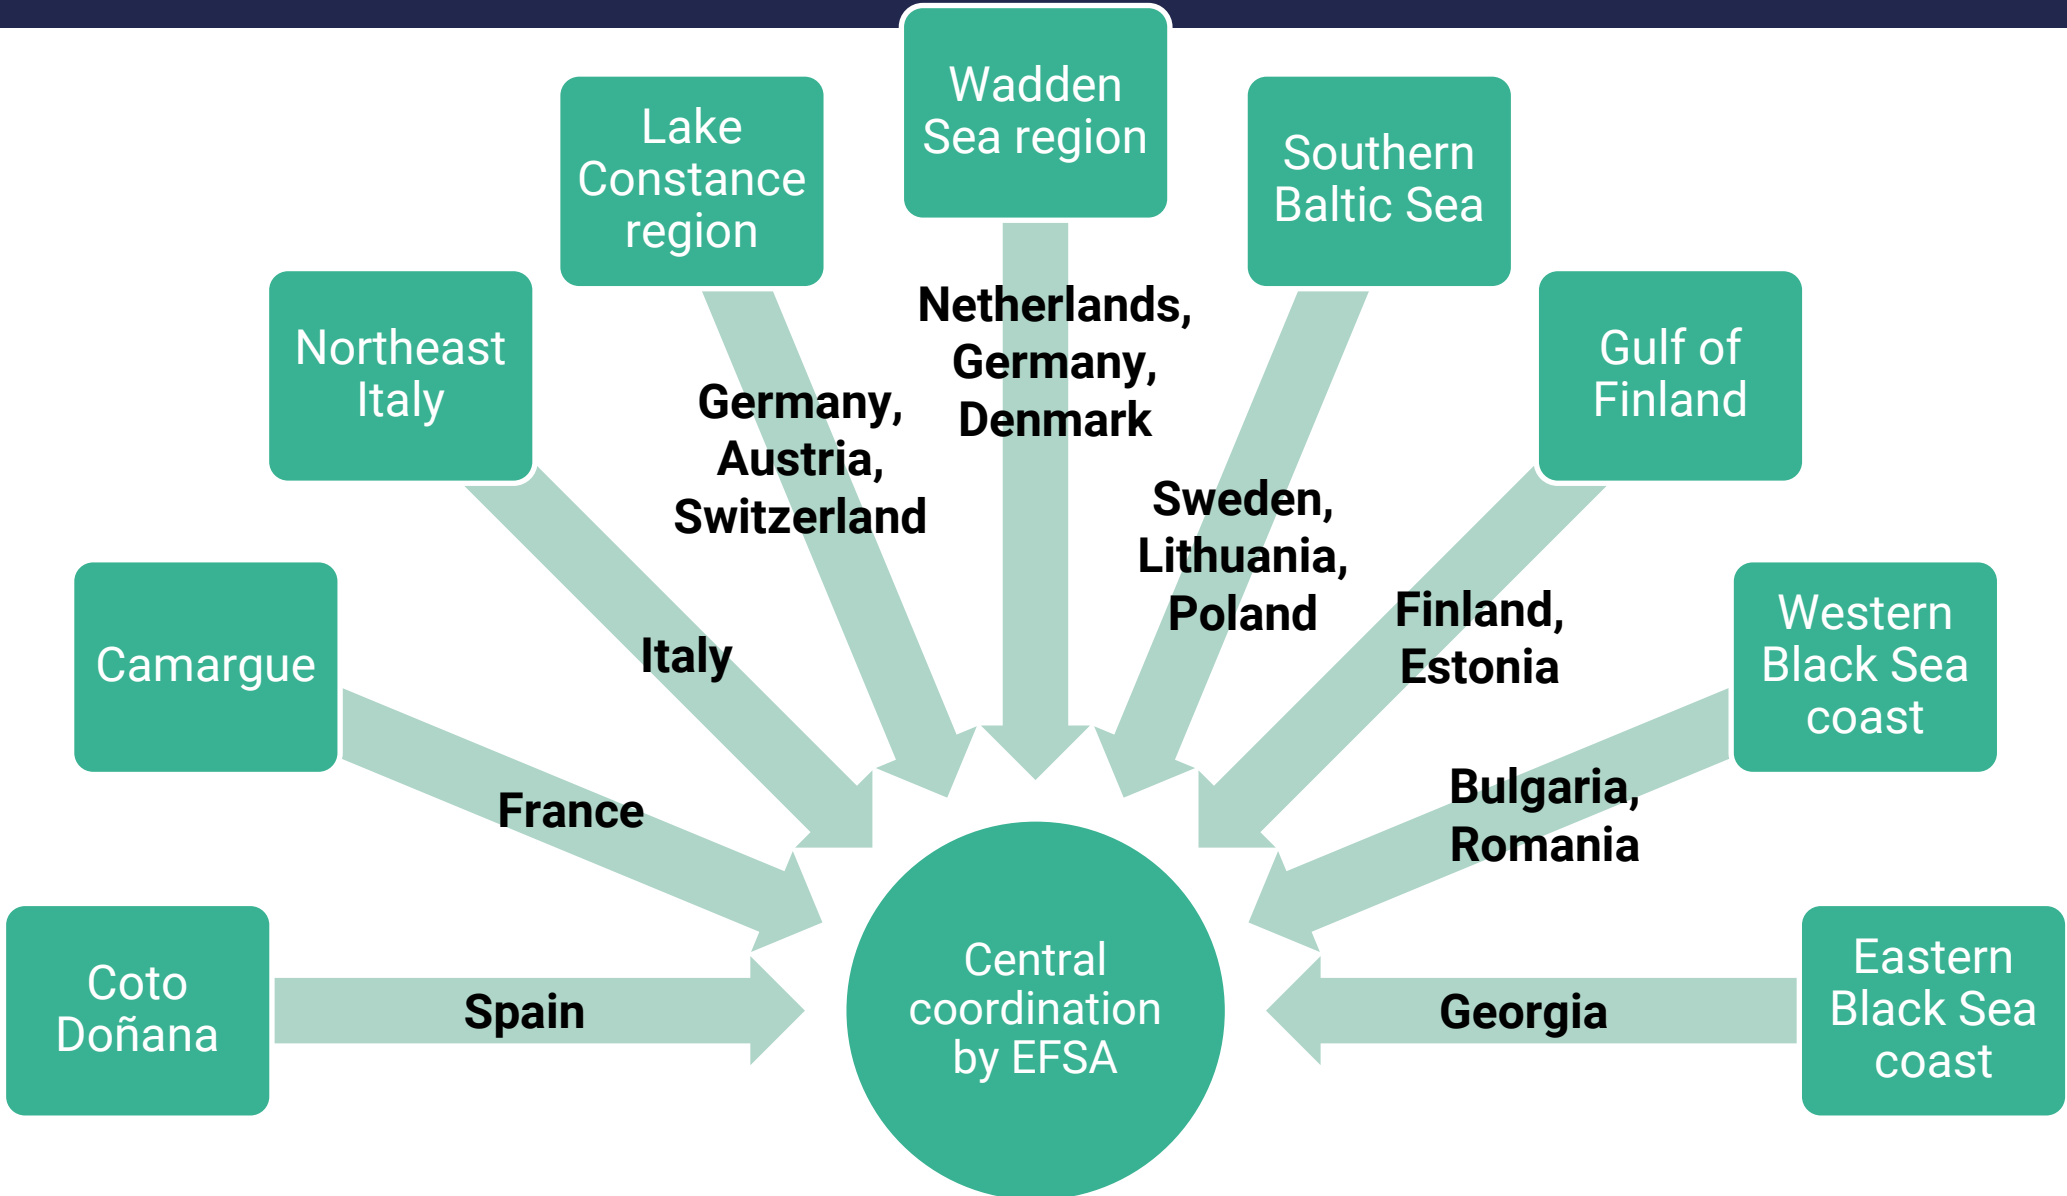 Wadden
Sea region
Lake
Constance
region
Southern
Baltic Sea
Northeast
Italy
Gulf of
Finland
Camargue
Western
Black Sea
coast
Coto
Doñana
Eastern
Black Sea
coast
Netherlands,
Germany,
Denmark
Germany,
Austria,
Switzerland
Sweden,
Lithuania,
Poland
Italy
Finland,
Estonia
France
Bulgaria,
Romania
Spain
Georgia
Central
coordination
by EFSA